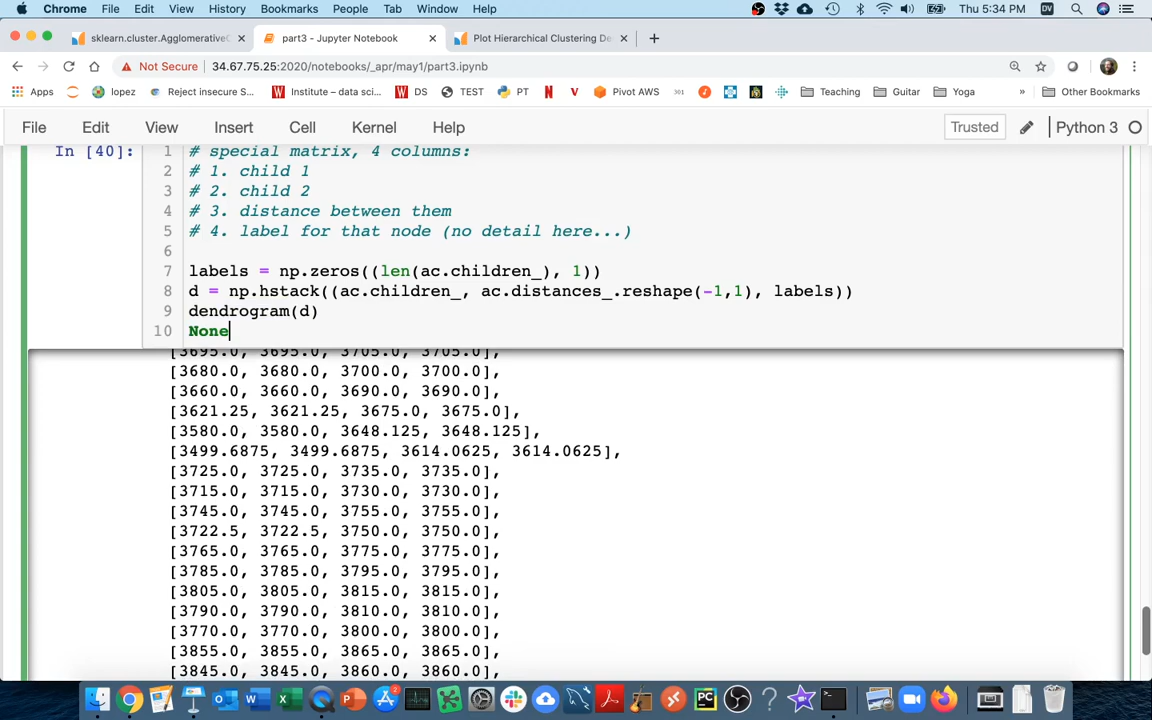 Chrome File Edit View History Bookmarks People Tab Window Help Thu 5:34 PM
sklearn.cluster.AgglomerativeC part3 - Jupyter Notebook Plot Hierarchical Clustering De
Not Secure 34.67.75.25:2020/notebooks/_apr/may1/part3.ipynb
Apps lopez Reject insecure S... Institute – data sci... DS TEST PT Pivot AWS Teaching Guitar Yoga » Other Bookmarks
File Edit View Insert Cell Kernel Help Trusted Python 3
In [40]: 1 # special matrix, 4 columns:
2 # 1. child 1
3 # 2. child 2
4 # 3. distance between them
5 # 4. label for that node (no detail here...)
6
7 labels = np.zeros((len(ac.children_), 1))
8 d = np.hstack((ac.children_, ac.distances_.reshape(-1,1), labels))
9 dendrogram(d)
10 None
[3695.0, 3695.0, 3705.0, 3705.0],
[3680.0, 3680.0, 3700.0, 3700.0],
[3660.0, 3660.0, 3690.0, 3690.0],
[3621.25, 3621.25, 3675.0, 3675.0],
[3580.0, 3580.0, 3648.125, 3648.125],
[3499.6875, 3499.6875, 3614.0625, 3614.0625],
[3725.0, 3725.0, 3735.0, 3735.0],
[3715.0, 3715.0, 3730.0, 3730.0],
[3745.0, 3745.0, 3755.0, 3755.0],
[3722.5, 3722.5, 3750.0, 3750.0],
[3765.0, 3765.0, 3775.0, 3775.0],
[3785.0, 3785.0, 3795.0, 3795.0],
[3805.0, 3805.0, 3815.0, 3815.0],
[3790.0, 3790.0, 3810.0, 3810.0],
[3770.0, 3770.0, 3800.0, 3800.0],
[3855.0, 3855.0, 3865.0, 3865.0],
[3845.0, 3845.0, 3860.0, 3860.0],